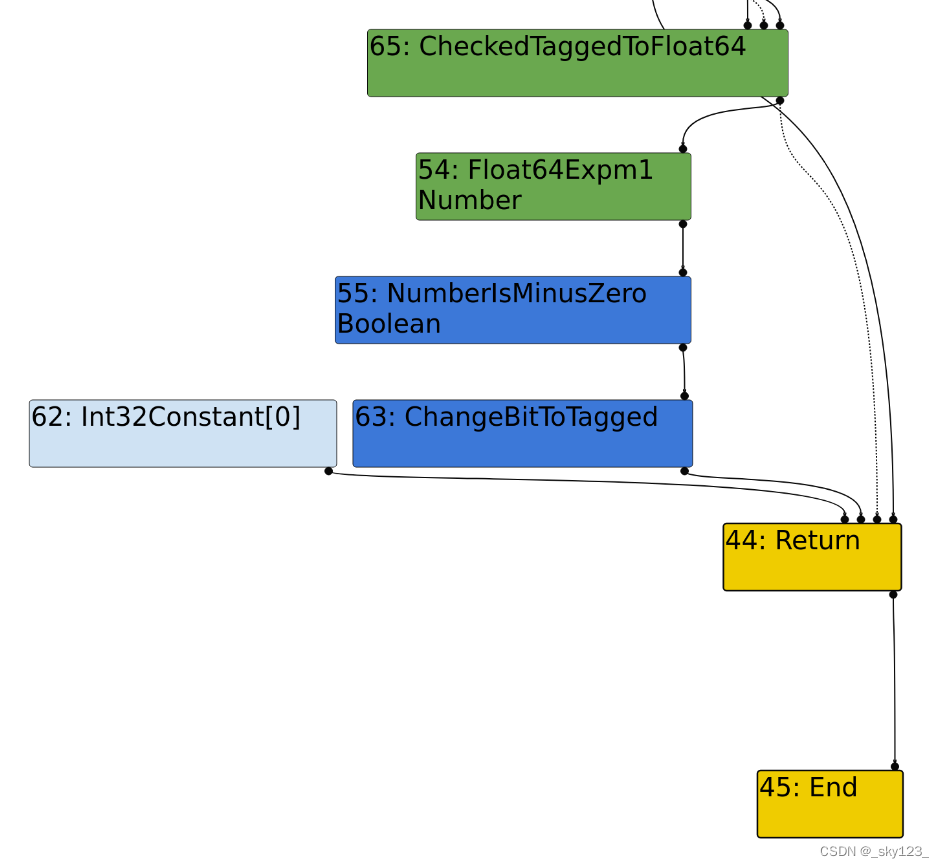 65: CheckedTaggedToFloat64
54: Float64Expm1
Number
55: NumberIsMinusZero
Boolean
62: Int32Constant[0]
63: ChangeBitToTagged
44: Return
45: End
CSDN @_sky123_